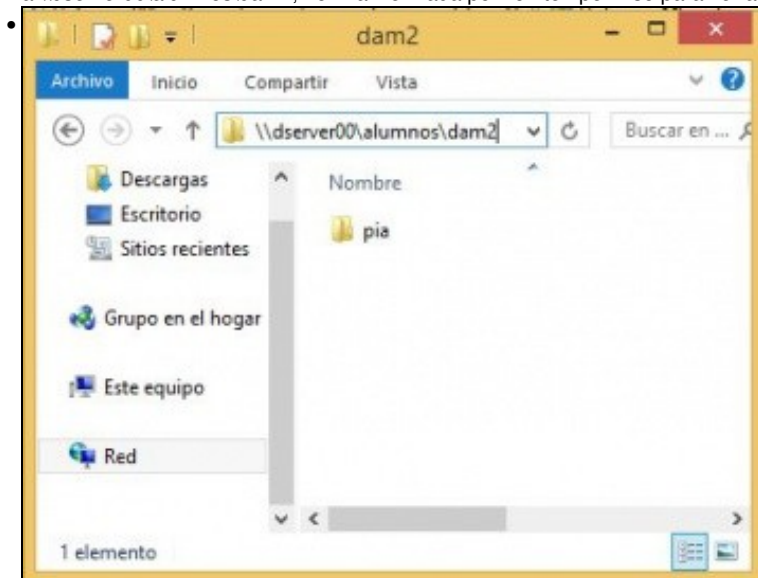 dam2
Archivo Inicio Compartir Vista
\\dserver00\alumnos\dam2 Buscar en ...
Descargas
Escritorio
Sitios recientes
Grupo en el hogar
Este equipo
Red
Nombre
pia
1 elemento